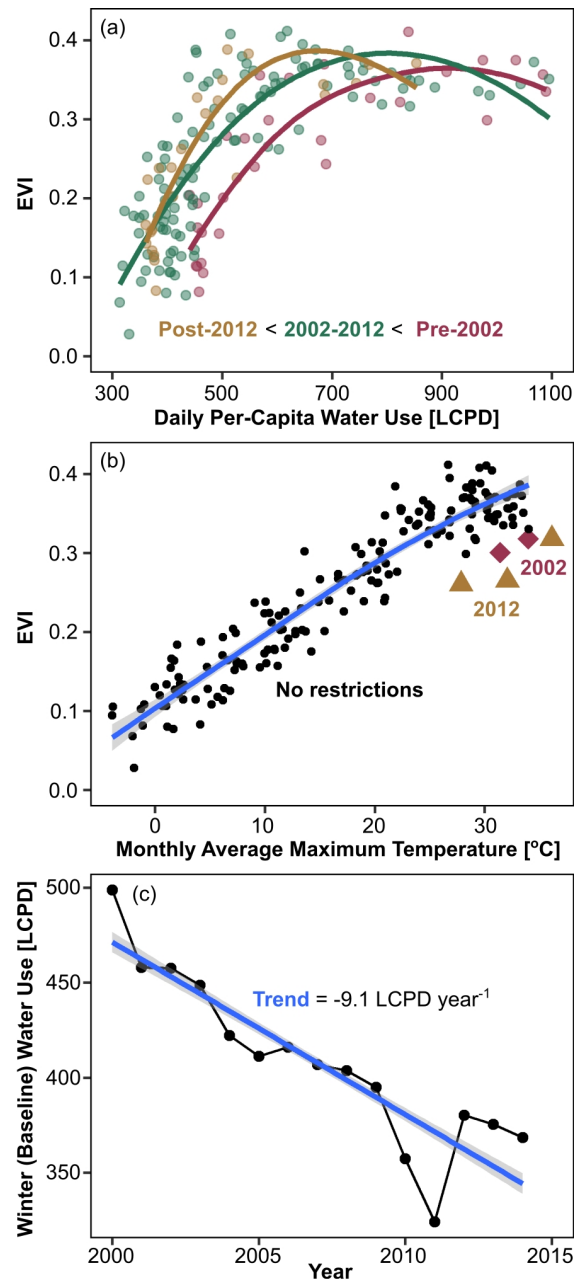 (a)
0.4
0.3
0.2
0.1
0.0
EVI
Post-2012 < 2002-2012 < Pre-2002
300 500 700 900 1100
Daily Per-Capita Water Use [LCPD]
(b)
0.4
0.3
0.2
0.1
0.0
EVI
2002
2012
No restrictions
0 10 20 30
Monthly Average Maximum Temperature [°C]
(c)
500
450
400
350
Winter (Baseline) Water Use [LCPD]
Trend = -9.1 LCPD year⁻¹
2000 2005 2010 2015
Year